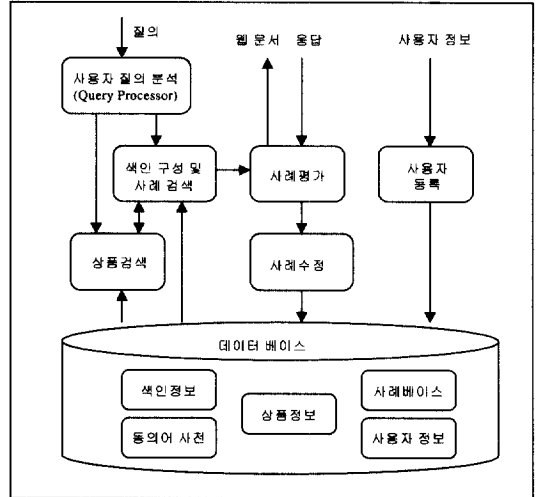 질의
웹 문서 응답 사용자 정보
사용자 질의 분석
(Query Processor)
색인 구성 및
사례 검색
사례평가
사용자
등록
상품검색
사례수정
데이터 베이스
색인정보
상품정보
사례베이스
동의어 사전
사용자 정보